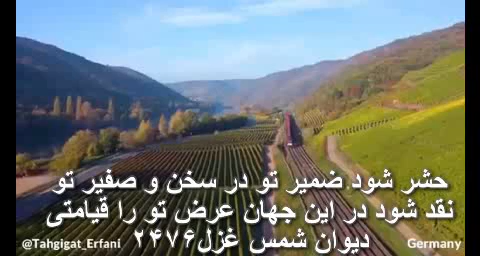 حشر شود ضمیر تو در سخن و صفیر تو
نقد شود در این جهان عرض تو را قیامتی
دیوان شمس غزل۲۴۷۶
@Tahgigat_Erfani
Germany